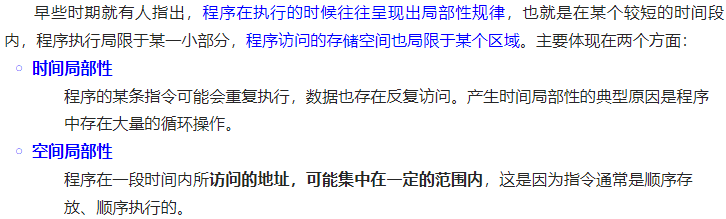 早些时期就有人指出，程序在执行的时候往往呈现出局部性规律，也就是在某个较短的时间段
内，程序执行局限于某一小部分，程序访问的存储空间也局限于某个区域。主要体现在两个方面：
○ 时间局部性
程序的某条指令可能会重复执行，数据也存在反复访问。产生时间局部性的典型原因是程序
中存在大量的循环操作。
○ 空间局部性
程序在一段时间内所访问的地址，可能集中在一定的范围内，这是因为指令通常是顺序存
放、顺序执行的。